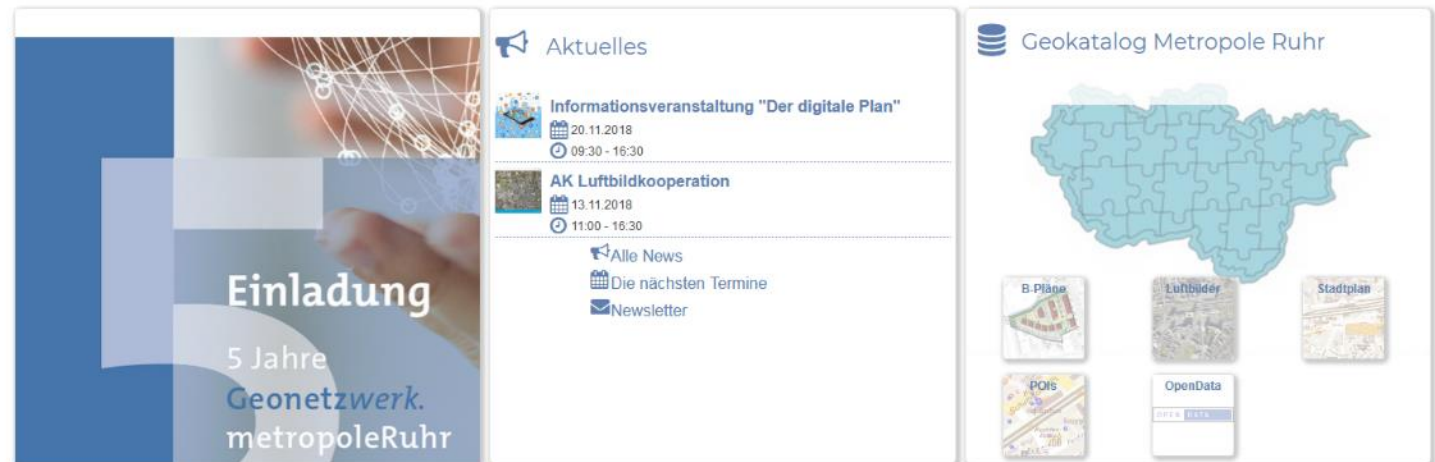 Einladung
5 Jahre
Geonetzwerk.
metropoleRuhr
Aktuelles
Informationsveranstaltung "Der digitale Plan"
20.11.2018
09:30 - 16:30
AK Luftbildkooperation
13.11.2018
11:00 - 16:30
Alle News
Die nächsten Termine
Newsletter
Geokatalog Metropole Ruhr
B-Pläne
Luftbilder
Stadtplan
POIs
OpenData
OPEN DATA